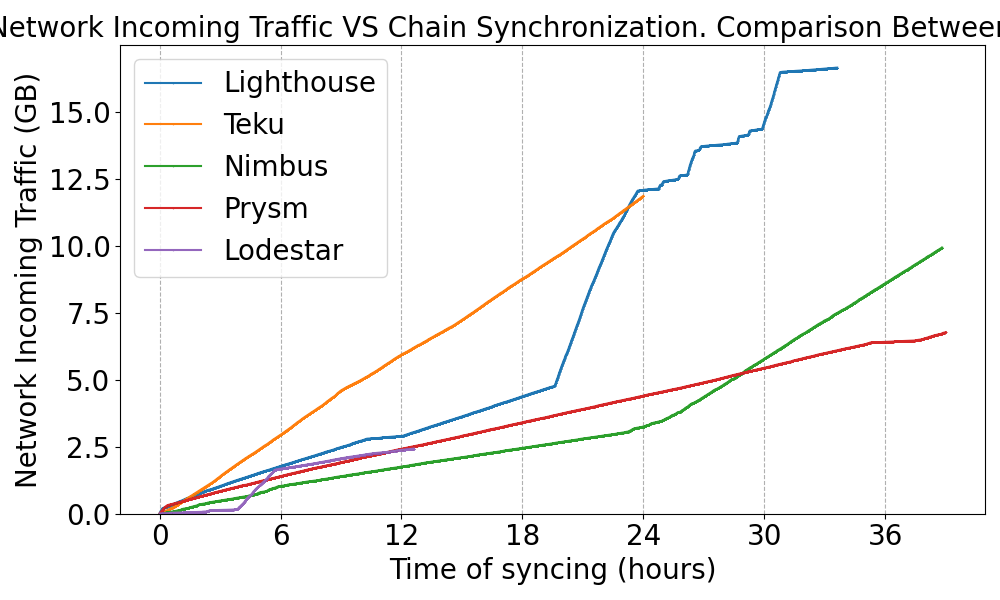 Network Incoming Traffic VS Chain Synchronization. Comparison Between
Network Incoming Traffic (GB)
15.0
12.5
10.0
7.5
5.0
2.5
0.0
Lighthouse
Teku
Nimbus
Prysm
Lodestar
0 6 12 18 24 30 36
Time of syncing (hours)